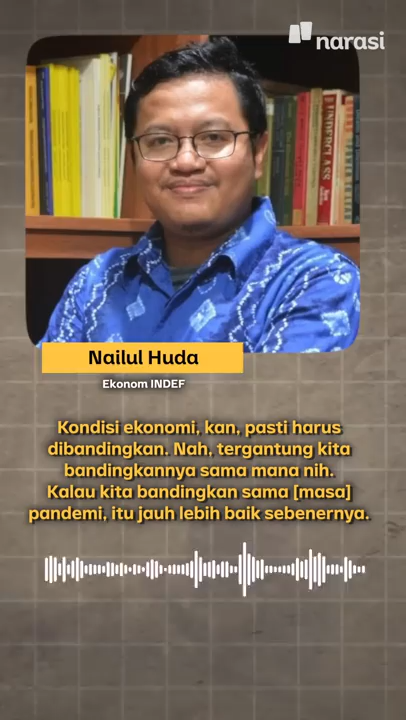 narasi
UNDERCLASS
Nailul Huda
Ekonom INDEF
Kondisi ekonomi, kan, pasti harus
dibandingkan. Nah, tergantung kita
bandingkannya sama mana nih.
Kalau kita bandingkan sama [masa]
pandemi, itu jauh lebih baik sebenernya.